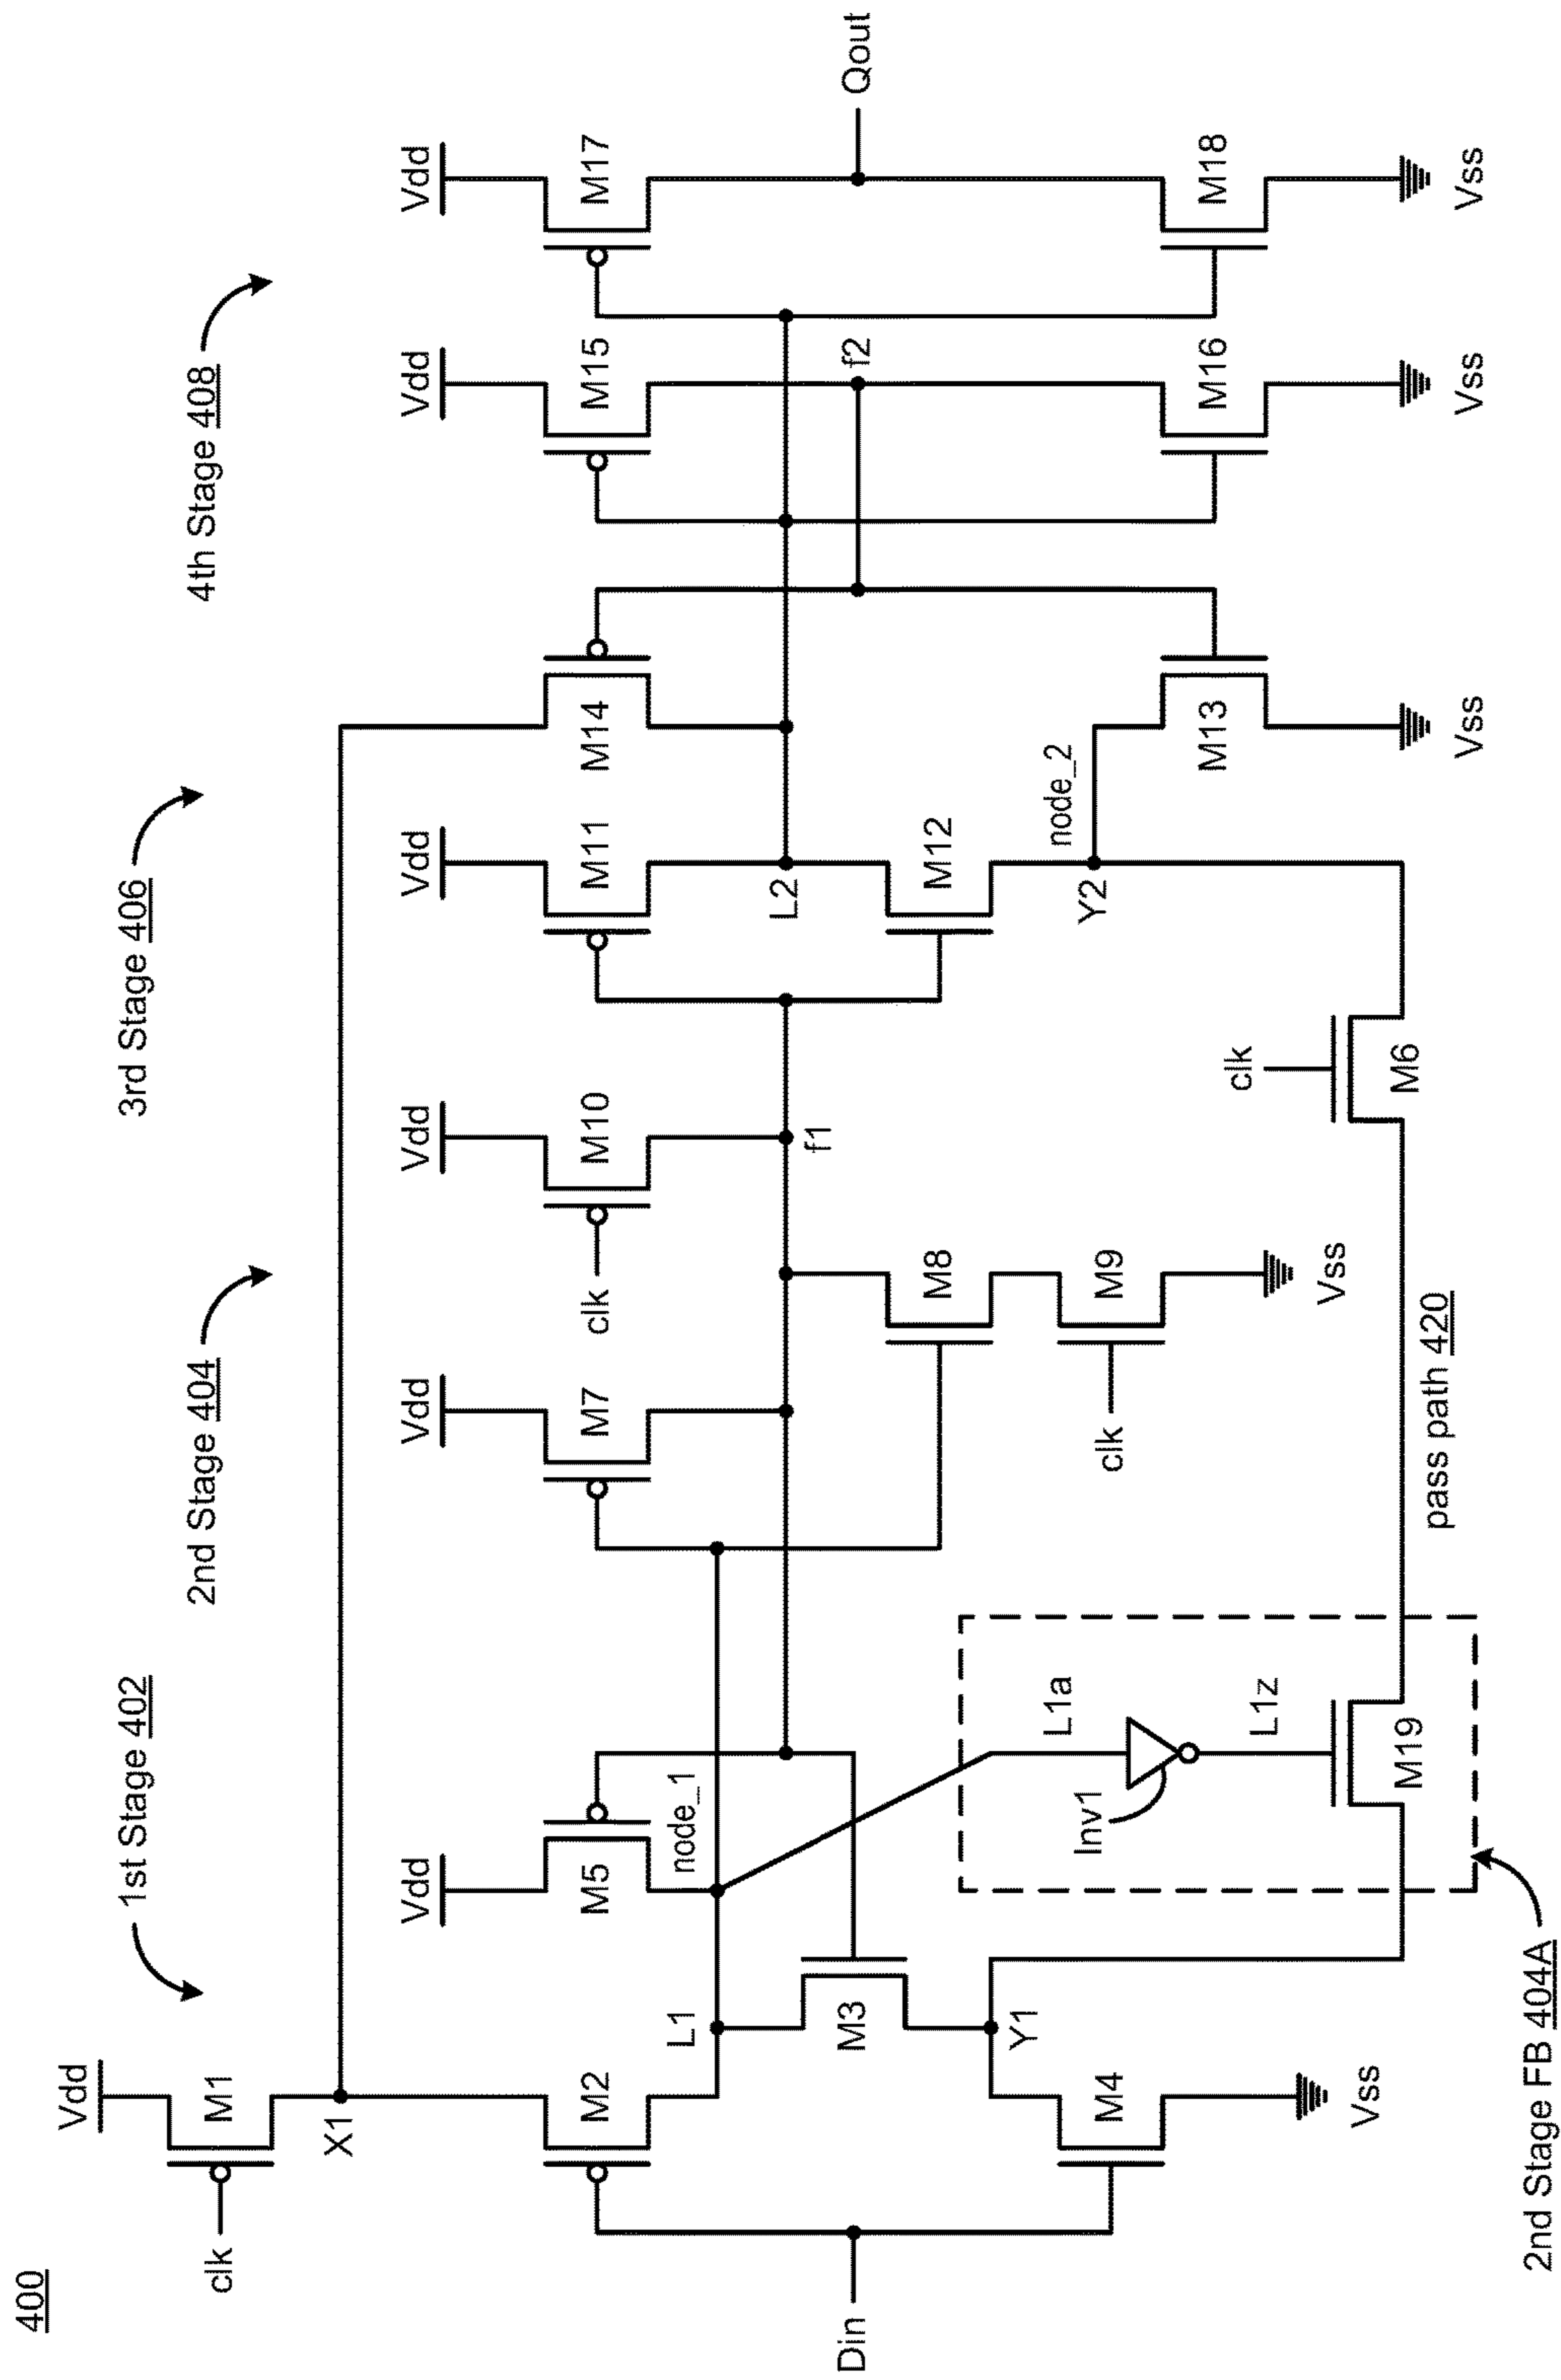 400
1st Stage 402
2nd Stage 404
3rd Stage 406
4th Stage 408
Vdd
clk
M1
X1
Vdd
Vdd
Vdd
Vdd
Vdd
Vdd
M2
M5
M7
clk
M10
M11
M14
M15
M17
L1
node_1
f1
L2
f2
Qout
Din
M3
M8
M12
Y1
L1a
Inv1
L1z
M4
M9
clk
Y2
node_2
clk
M13
M16
M18
Vss
M19
Vss
M6
Vss
Vss
Vss
pass path 420
2nd Stage FB 404A